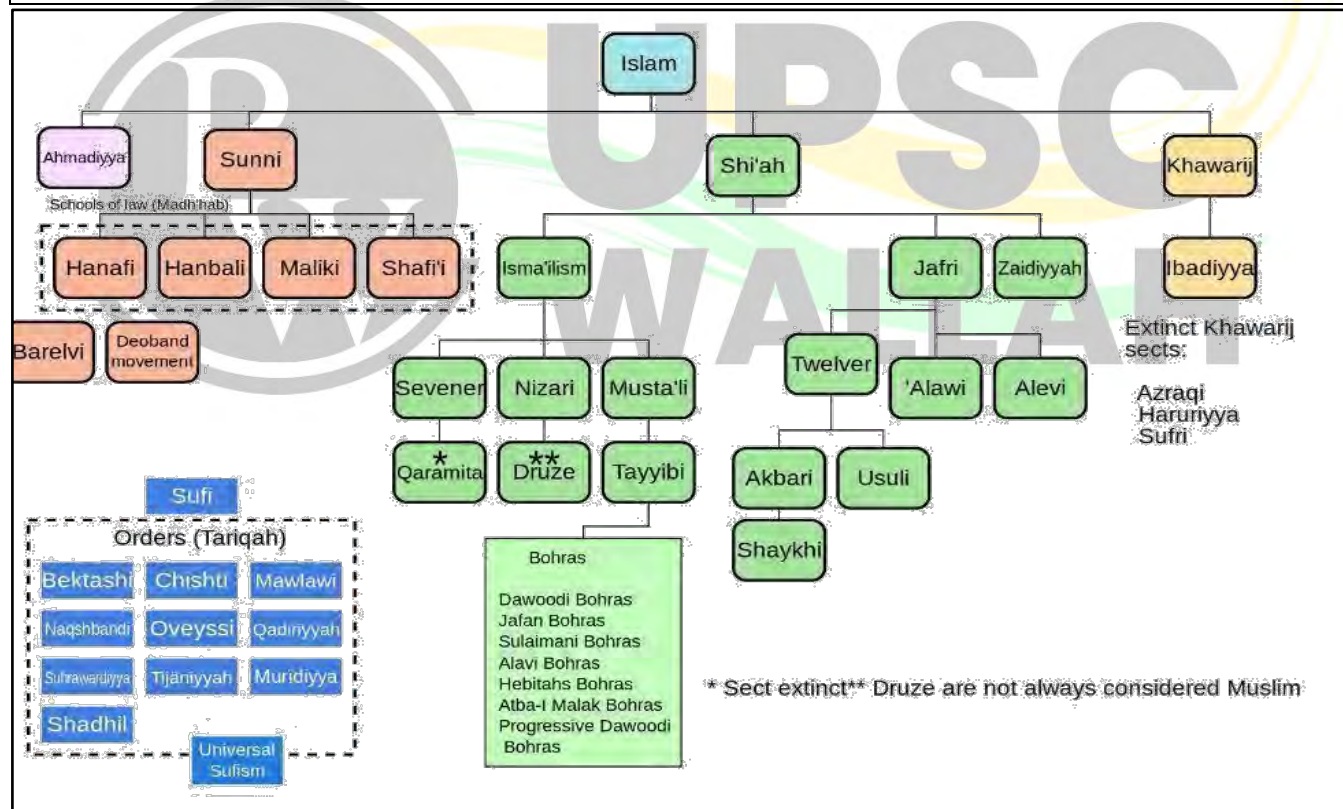 UPSC
WALLAH
PW
Islam
Ahmadiyya
Sunni
Shi'ah
Khawarij
Schools of law (Madh'hab)
Hanafi
Hanbali
Maliki
Shafi'i
Isma'ilism
Jafri
Zaidiyyah
Ibadiyya
Barelvi
Deoband
movement
Extinct Khawarij
sects:
Azraqi
Haruriyya
Sufri
Sevener
Nizari
Musta'li
Twelver
'Alawi
Alevi
*
Qaramita
**
Druze
Tayyibi
Akbari
Usuli
Shaykhi
Sufi
Orders (Tariqah)
Bektashi
Chishti
Mawlawi
Naqshbandi
Oveyssi
Qadiriyyah
Suhrawardiyya
Tijaniyyah
Muridiyya
Shadhil
Universal
Sufism
Bohras
Dawoodi Bohras
Jafan Bohras
Sulaimani Bohras
Alavi Bohras
Hebitahs Bohras
Atba-I Malak Bohras
Progressive Dawoodi
Bohras
* Sect extinct** Druze are not always considered Muslim